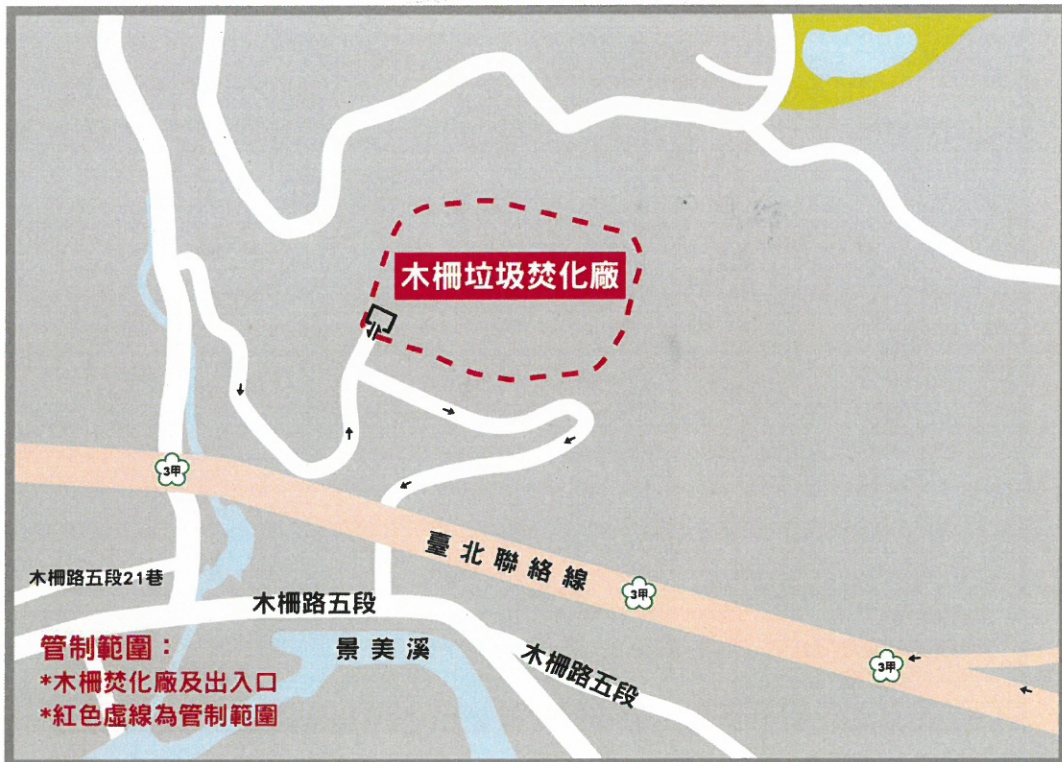 木柵垃圾焚化廠
3甲
臺北聯絡線
3甲
木柵路五段21巷
木柵路五段
管制範圍：
景美溪
木柵路五段
3甲
*木柵焚化廠及出入口
*紅色虛線為管制範圍